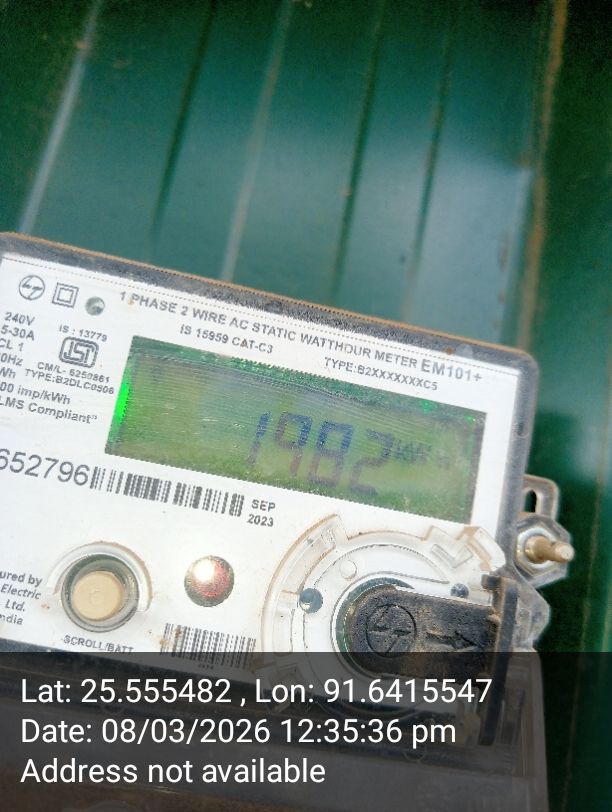 1 PHASE 2 WIRE AC STATIC WATTHOUR METER EM101+
IS 15959 CAT-C3
TYPE:B2XXXXXXXC5
240V
5-30A
CL 1
0Hz
Wh
00 imp/kWh
LMS Compliant"
IS : 13779
ISI
CM/L- 6259861
TYPE:B2DLC0906
1982 kWh
652796
SEP
2023
ured by
Electric
Ltd.
ndia
SCROLL/BATT
Lat: 25.555482 , Lon: 91.6415547
Date: 08/03/2026 12:35:36 pm
Address not available